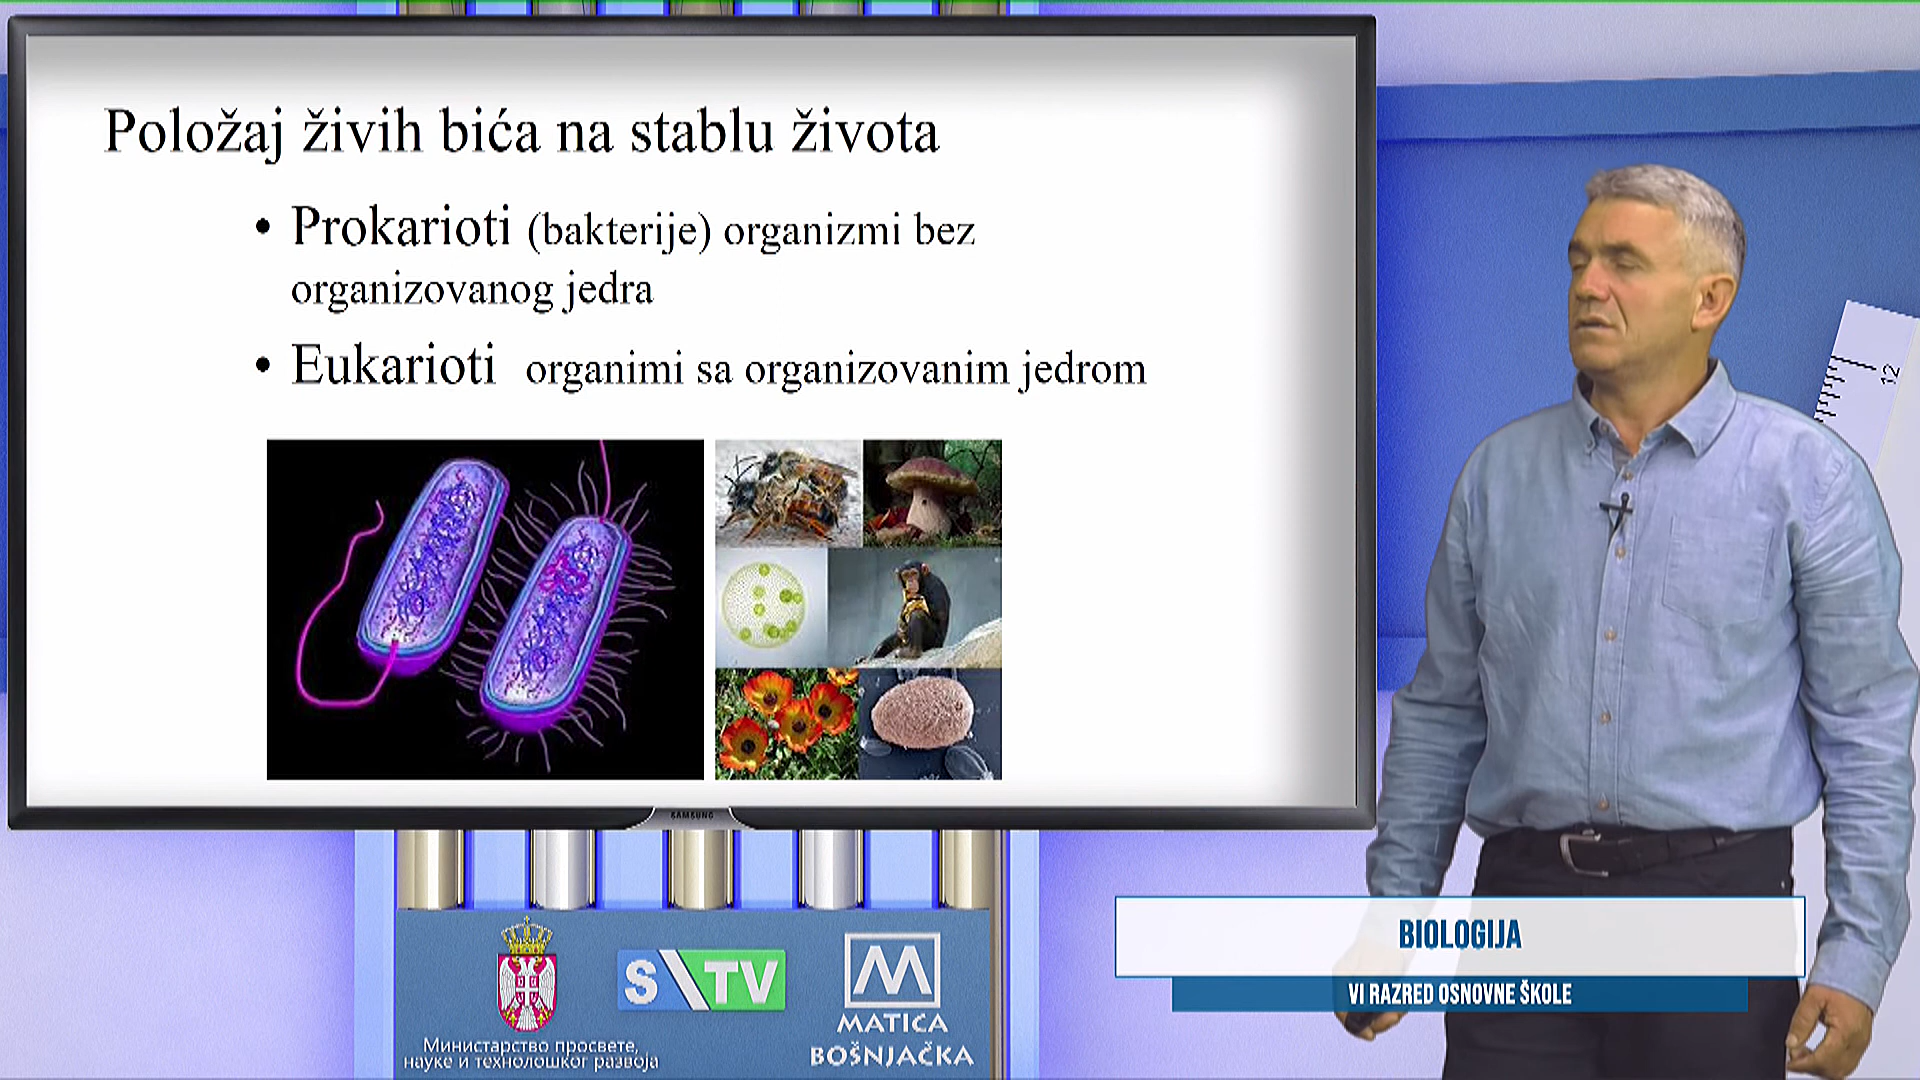 Položaj živih bića na stablu života
• Prokarioti (bakterije) organizmi bez
organizovanog jedra
• Eukarioti organimi sa organizovanim jedrom
SAMSUNG
12
BIOLOGIJA
VI RAZRED OSNOVNE ŠKOLE
Министарство просвете,
науке и технолошког развоја
S TV
MATICA
BOŠNJAČKA